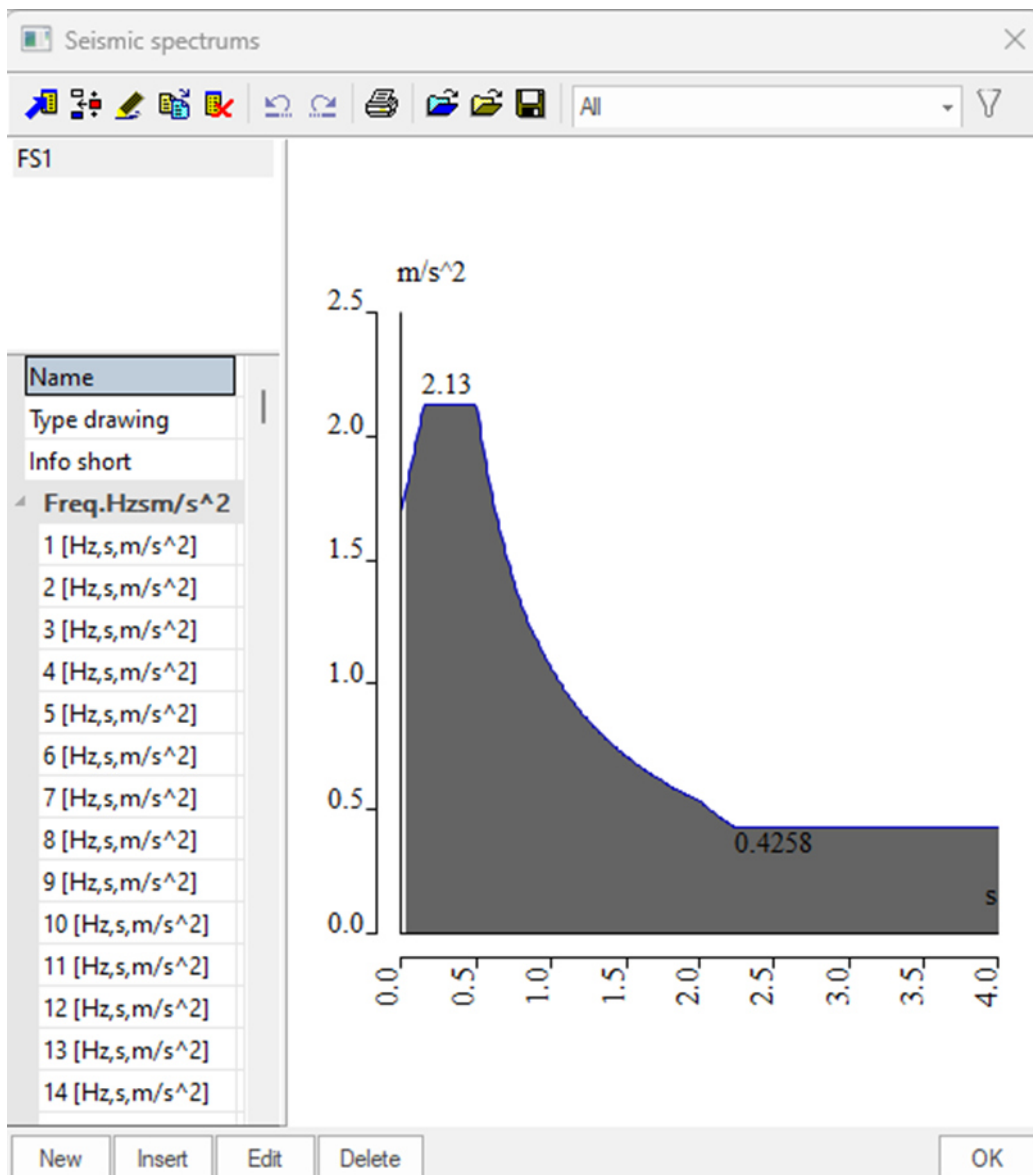 Seismic spectrums
All
FS1
Name
Type drawing
Info short
Freq.Hzsm/s^2
1 [Hz,s,m/s^2]
2 [Hz,s,m/s^2]
3 [Hz,s,m/s^2]
4 [Hz,s,m/s^2]
5 [Hz,s,m/s^2]
6 [Hz,s,m/s^2]
7 [Hz,s,m/s^2]
8 [Hz,s,m/s^2]
9 [Hz,s,m/s^2]
10 [Hz,s,m/s^2]
11 [Hz,s,m/s^2]
12 [Hz,s,m/s^2]
13 [Hz,s,m/s^2]
14 [Hz,s,m/s^2]
m/s^2
2.5
2.13
2.0
1.5
1.0
0.5
0.4258
s
0.0
0.0 0.5 1.0 1.5 2.0 2.5 3.0 3.5 4.0
New Insert Edit Delete OK